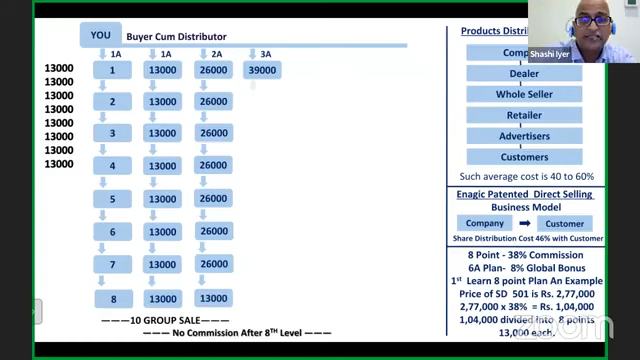 YOU Buyer Cum Distributor
1A 1A 2A 3A
13000 1 13000 26000 39000
13000
13000 2 13000 26000
13000
13000 3 13000 26000
13000
13000
13000 4 13000 26000
5 13000 26000
6 13000 26000
7 13000 26000
8 13000 13000
———10 GROUP SALE———
———No Commission After 8TH Level———
Products
Shashi Iyer
Dealer
Whole Seller
Retailer
Advertisers
Customers
Such average cost is 40 to 60%
Enagic Patented Direct Selling
Business Model
Company Customer
Share Distribution Cost 46% with Customer
8 Point - 38% Commission
6A Plan- 8% Global Bonus
1st Learn 8 point Plan An Example
Price of SD 501 is Rs. 2,77,000
2,77,000 x 38% = Rs. 1,04,000
1,04,000 divided into 8 points
13,000 each.
zoom